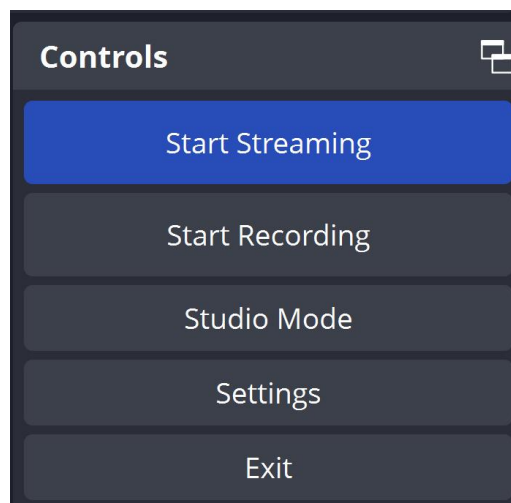 Controls
Start Streaming
Start Recording
Studio Mode
Settings
Exit